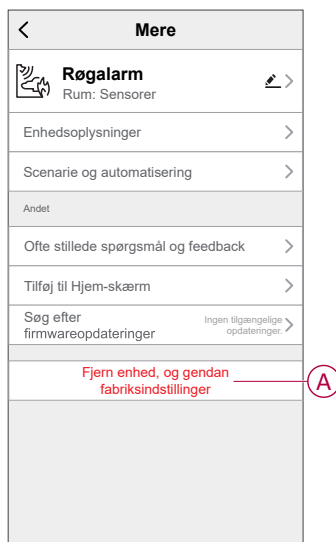 Mere
Røgalarm
Rum: Sensorer
Enhedsoplysninger
Scenarie og automatisering
Andet
Ofte stillede spørgsmål og feedback
Tilføj til Hjem-skærm
Søg efter
firmwareopdateringer
Ingen tilgængelige
opdateringer.
Fjern enhed, og gendan
fabriksindstillinger
A